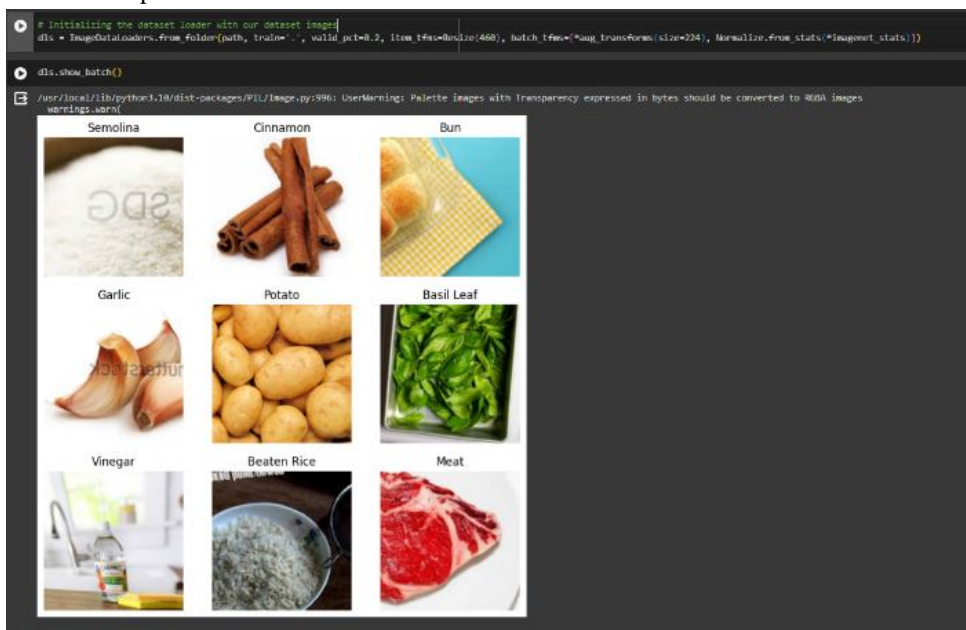 # Initializing the dataset loader with our dataset images
dls = ImageDataLoaders.from_folder(path, train='.', valid_pct=0.2, item_tfms=Resize(460), batch_tfms=[*aug_transforms(size=224), Normalize.from_stats(*imagenet_stats)])
dls.show_batch()
/usr/local/lib/python3.10/dist-packages/PIL/Image.py:996: UserWarning: Palette images with Transparency expressed in bytes should be converted to RGBA images
warnings.warn(
Semolina Cinnamon Bun
SDG
Garlic Potato Basil Leaf
Vinegar Beaten Rice Meat